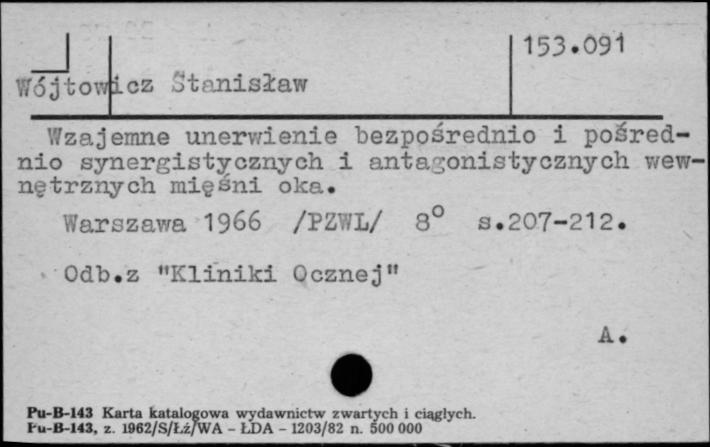 153.091
Wójtowicz Stanisław
Wzajemne unerwienie bezpośrednio i pośred-
nio synergistycznych i antagonistycznych wew-
nętrznych mięśni oka.
Warszawa 1966 /PZWL/ 8° s.207-212.
Odb.z "Kliniki Ocznej"
A.
Pu-B-143 Karta katalogowa wydawnictw zwartych i ciągłych.
Pu-B-143, z. 1962/S/Łź/WA - ŁDA - 1203/82 n. 500 000